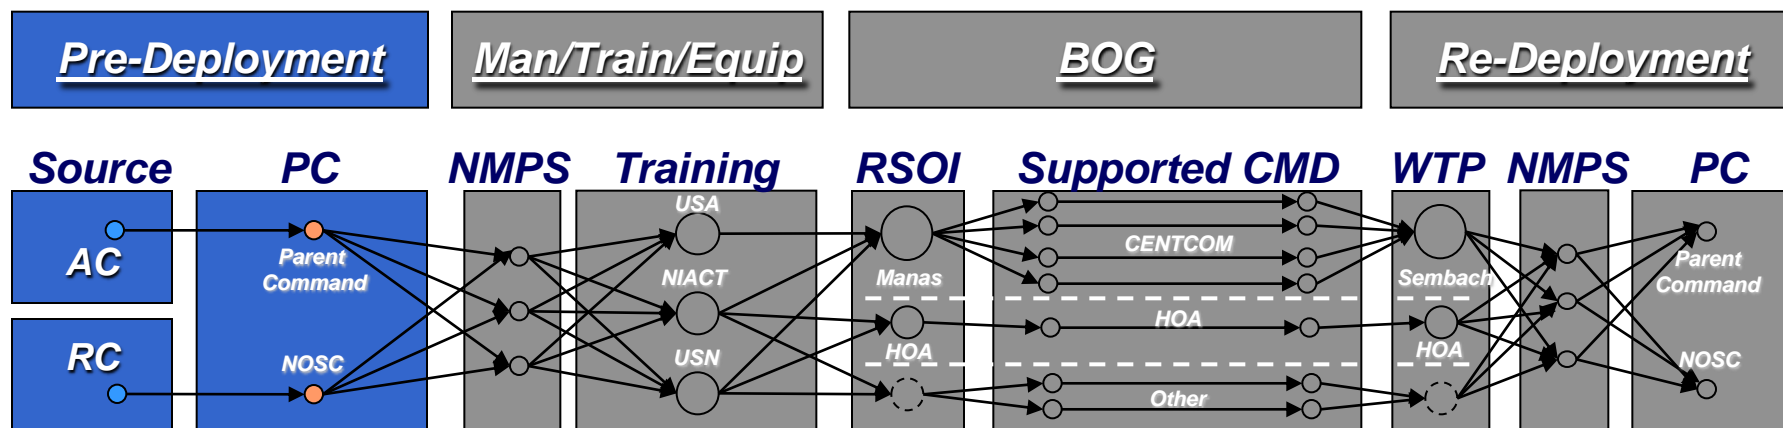 Pre-Deployment
Man/Train/Equip
BOG
Re-Deployment
Source
PC
NMPS
Training
RSOI
Supported CMD
WTP
NMPS
PC
AC
RC
Parent
Command
NOSC
USA
NIACT
USN
Manas
HOA
CENTCOM
HOA
Other
Sembach
HOA
Parent
Command
NOSC